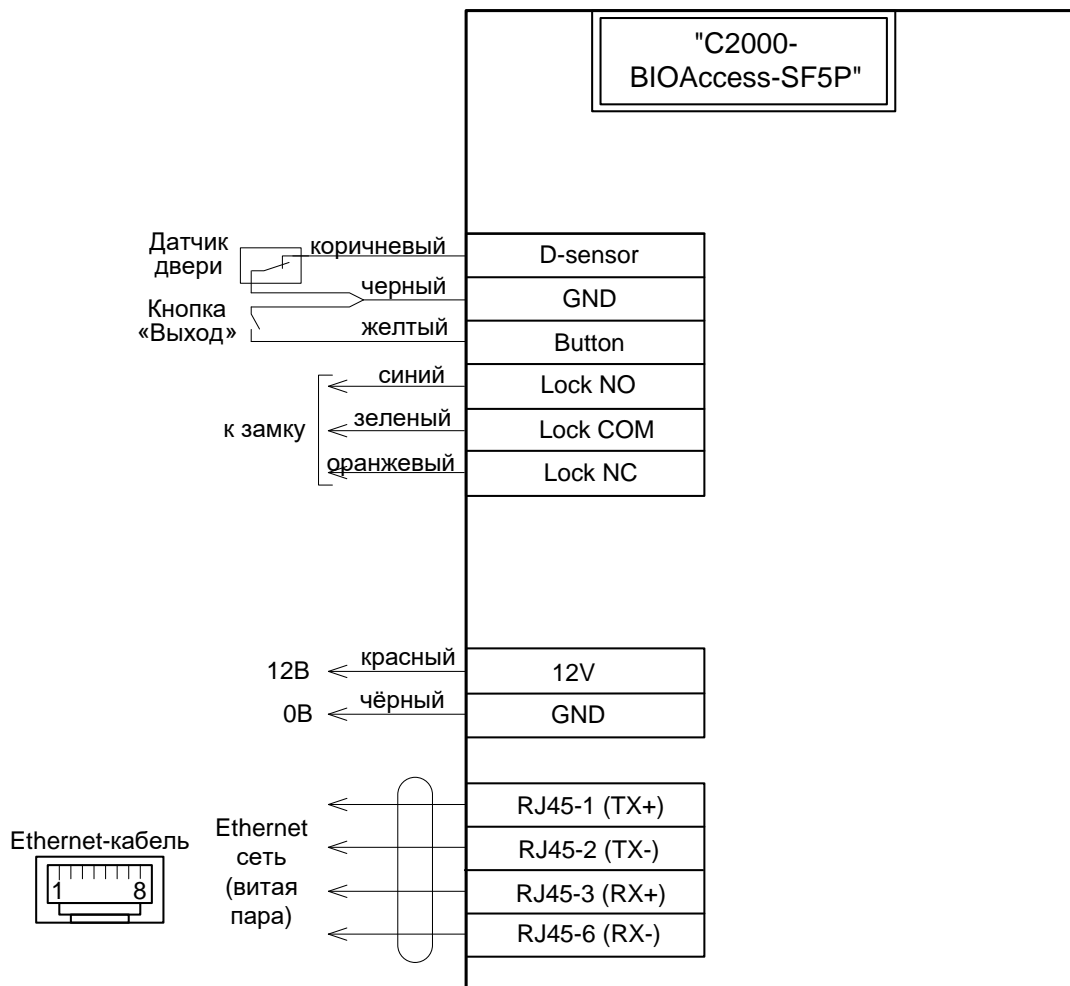 "С2000-
BIOAccess-SF5P"
Датчик
двери
коричневый
D-sensor
черный
GND
Кнопка
«Выход»
желтый
Button
синий
Lock NO
к замку
зеленый
Lock COM
оранжевый
Lock NC
12В
красный
12V
0В
чёрный
GND
RJ45-1 (TX+)
RJ45-2 (TX-)
RJ45-3 (RX+)
RJ45-6 (RX-)
Ethernet
сеть
(витая
пара)
Ethernet-кабель
1 8